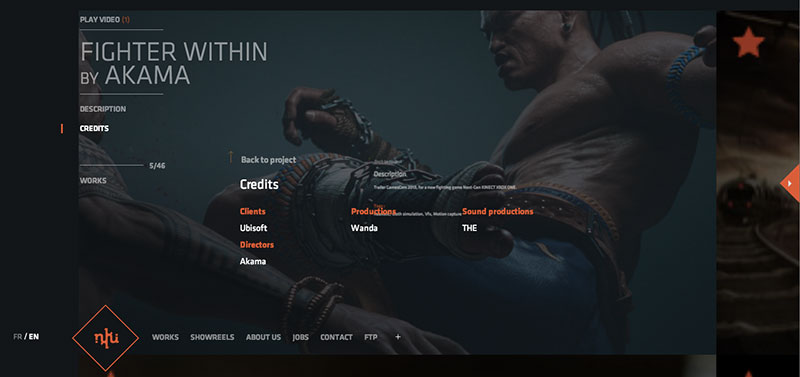 PLAY VIDEO (1)
FIGHTER WITHIN
BY AKAMA
DESCRIPTION
CREDITS
5/46
WORKS
Back to project
Credits
Description
Trailer GamesCom 2013, for a new fighting game Next-Gen KINECT XBOX ONE.
Clients
Productions
Sound productions
cloth simulation, Vfx, Motion capture
Ubisoft
Wanda
THE
Directors
Akama
FR / EN
WORKS SHOWREELS ABOUT US JOBS CONTACT FTP +